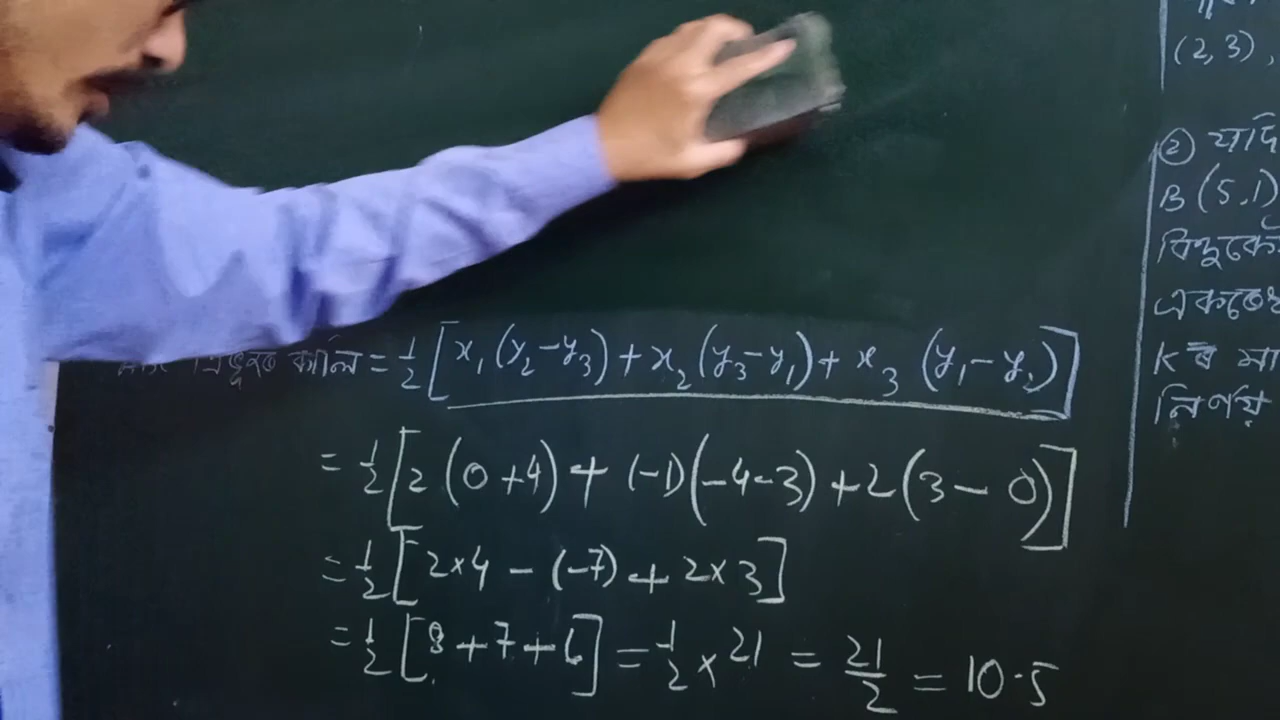 (2, 3),
② যদি
B (5, 1)
K ৰ
নিৰ্ণয়
ত্ৰিভুজৰ কালি = 1/2 [x₁(y₂-y₃)+x₂(y₃-y₁)+x₃(y₁-y₂)]
= 1/2 [2(0+4)+(-1)(-4-3)+2(3-0)]
= 1/2 [2×4-(-7)+2×3]
= 1/2 [8+7+6] = 1/2 × 21 = 21/2 = 10·5